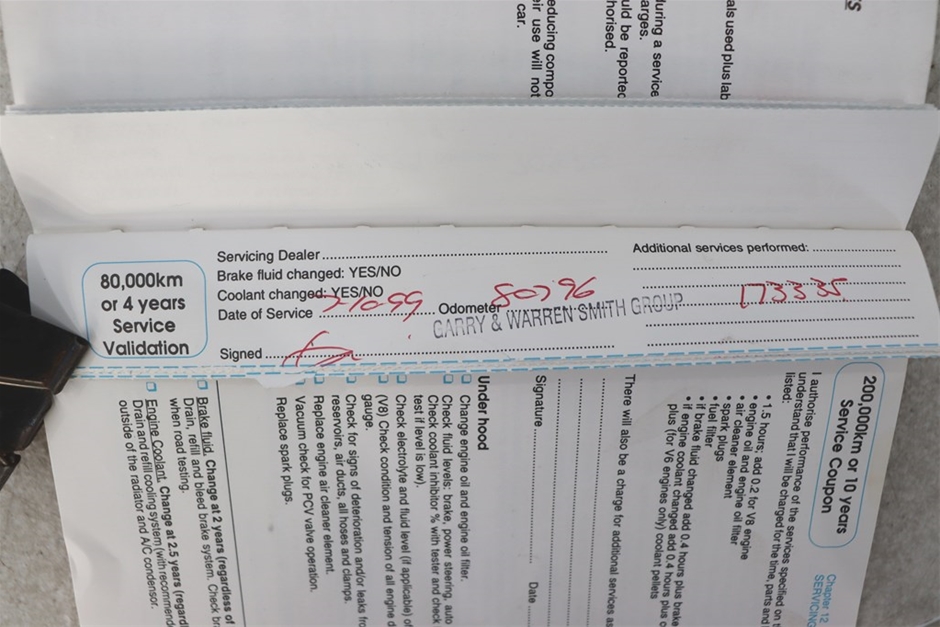 80,000km
or 4 years
Service
Validation
Servicing Dealer
Brake fluid changed: YES/NO
Coolant changed: YES/NO
Date of Service 7-10-99 Odometer 80796
GARRY & WARREN SMITH GROUP
Signed
Additional services performed:
173335
educing compo
eir use will not
car.
during a service
arges.
uld be reported
horised.
als used plus lab
200,000km or 10 years
Service Coupon
Chapter 12
SERVICING
I authorise performance of the services specified on
understand that I will be charged for the time, parts and
listed:
• 1.5 hours; add 0.2 for V8 engine
• engine oil and engine oil filter
• air cleaner element
• spark plugs
• fuel filter
• if brake fluid changed add 0.4 hours plus brake
• if engine coolant changed add 0.4 hours plus
plus (for V6 engines only) coolant pellets
There will also be a charge for additional services as
Signature Date
Under hood
Change engine oil and engine oil filter.
Check fluid levels; brake, power steering, auto
Check coolant inhibitor % with tester and check
test if level is low).
Check electrolyte and fluid level (if applicable)
(V8) Check condition and tension of all engine
gauge.
Check for signs of deterioration and/or leaks
reservoirs, air ducts, all hoses and clamps.
Replace engine air cleaner element.
Vacuum check for PCV valve operation.
Replace spark plugs.
Brake fluid. Change at 2 years (regardless of
Drain, refill and bleed brake system. Check
when road testing.
Engine Coolant. Change at 2.5 years
Drain and refill cooling system (with
outside of the radiator and A/C condensor.